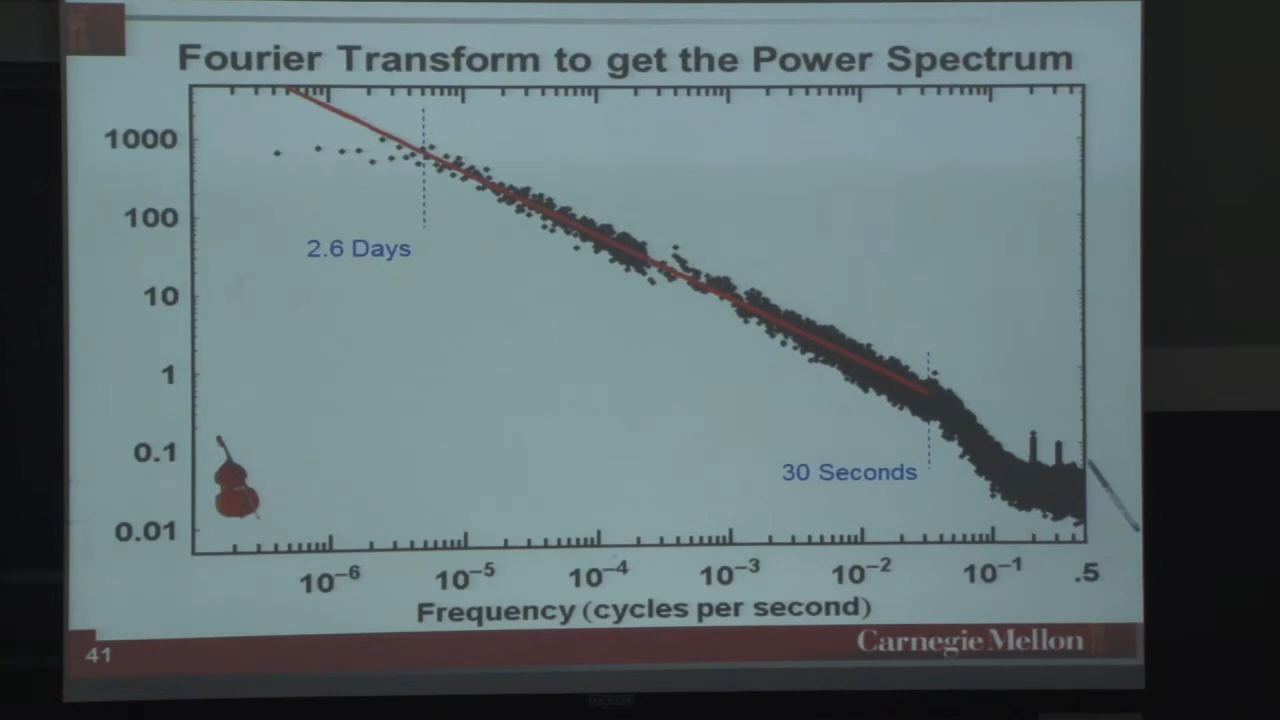 Fourier Transform to get the Power Spectrum
1000
100
10
1
0.1
0.01
2.6 Days
30 Seconds
10⁻⁶ 10⁻⁵ 10⁻⁴ 10⁻³ 10⁻² 10⁻¹ .5
Frequency (cycles per second)
41
Carnegie Mellon